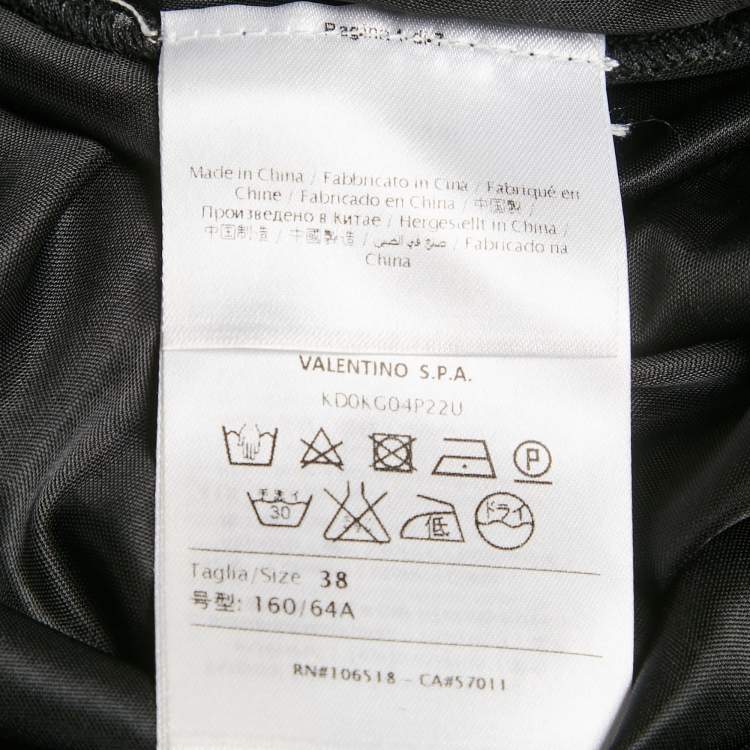 Made in China / Fabbricato in Cina / Fabriqué en
Chine / Fabricado en China / 中国製 /
Произведено в Китае / Hergestellt in China /
中国制造 / 中國製造 / صنع في الصين / Fabricado na
China
VALENTINO S.P.A.
KD0KG04P22U
P
手洗イ
30
低
ドライ
Taglia/Size 38
号型: 160/64A
RN#106518 - CA#57011